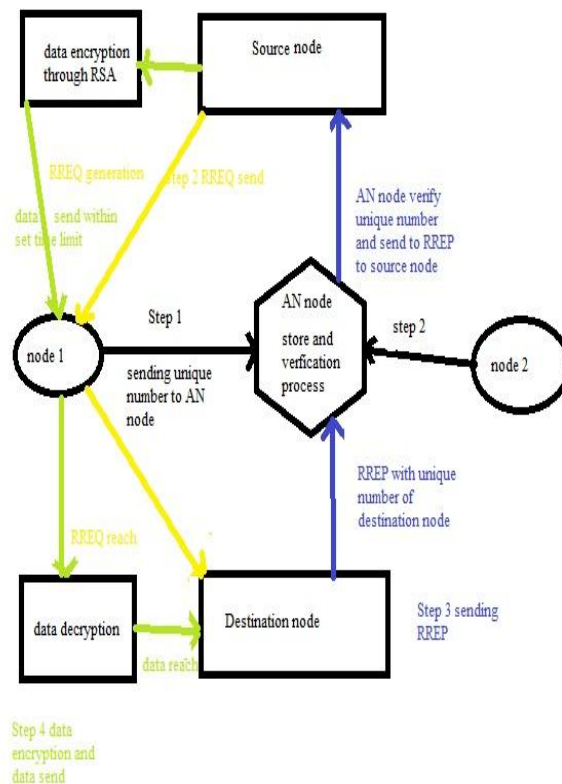 data encryption
through RSA
Source node
RREQ generation
step 2 RREQ send
data send within
set time limit
AN node verify
unique number
and send to RREP
to source node
AN node
store and
verfication
process
Step 1
node 1
sending unique
number to AN
node
step 2
node 2
RREP with unique
number of
destination node
RREQ reach
data decryption
data reach
Destination node
Step 3 sending
RREP
Step 4 data
encryption and
data send